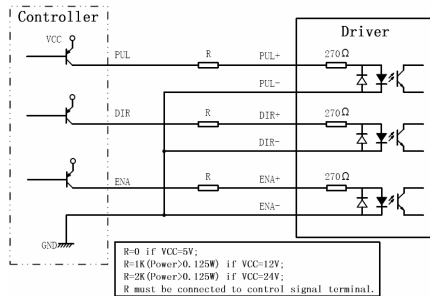 Controller
Driver
VCC
PUL
R
PUL+
270Ω
PUL-
DIR
R
DIR+
270Ω
DIR-
ENA
R
ENA+
270Ω
ENA-
GND
R=0 if VCC=5V;
R=1K(Power>0.125W) if VCC=12V;
R=2K(Power>0.125W) if VCC=24V;
R must be connected to control signal terminal.